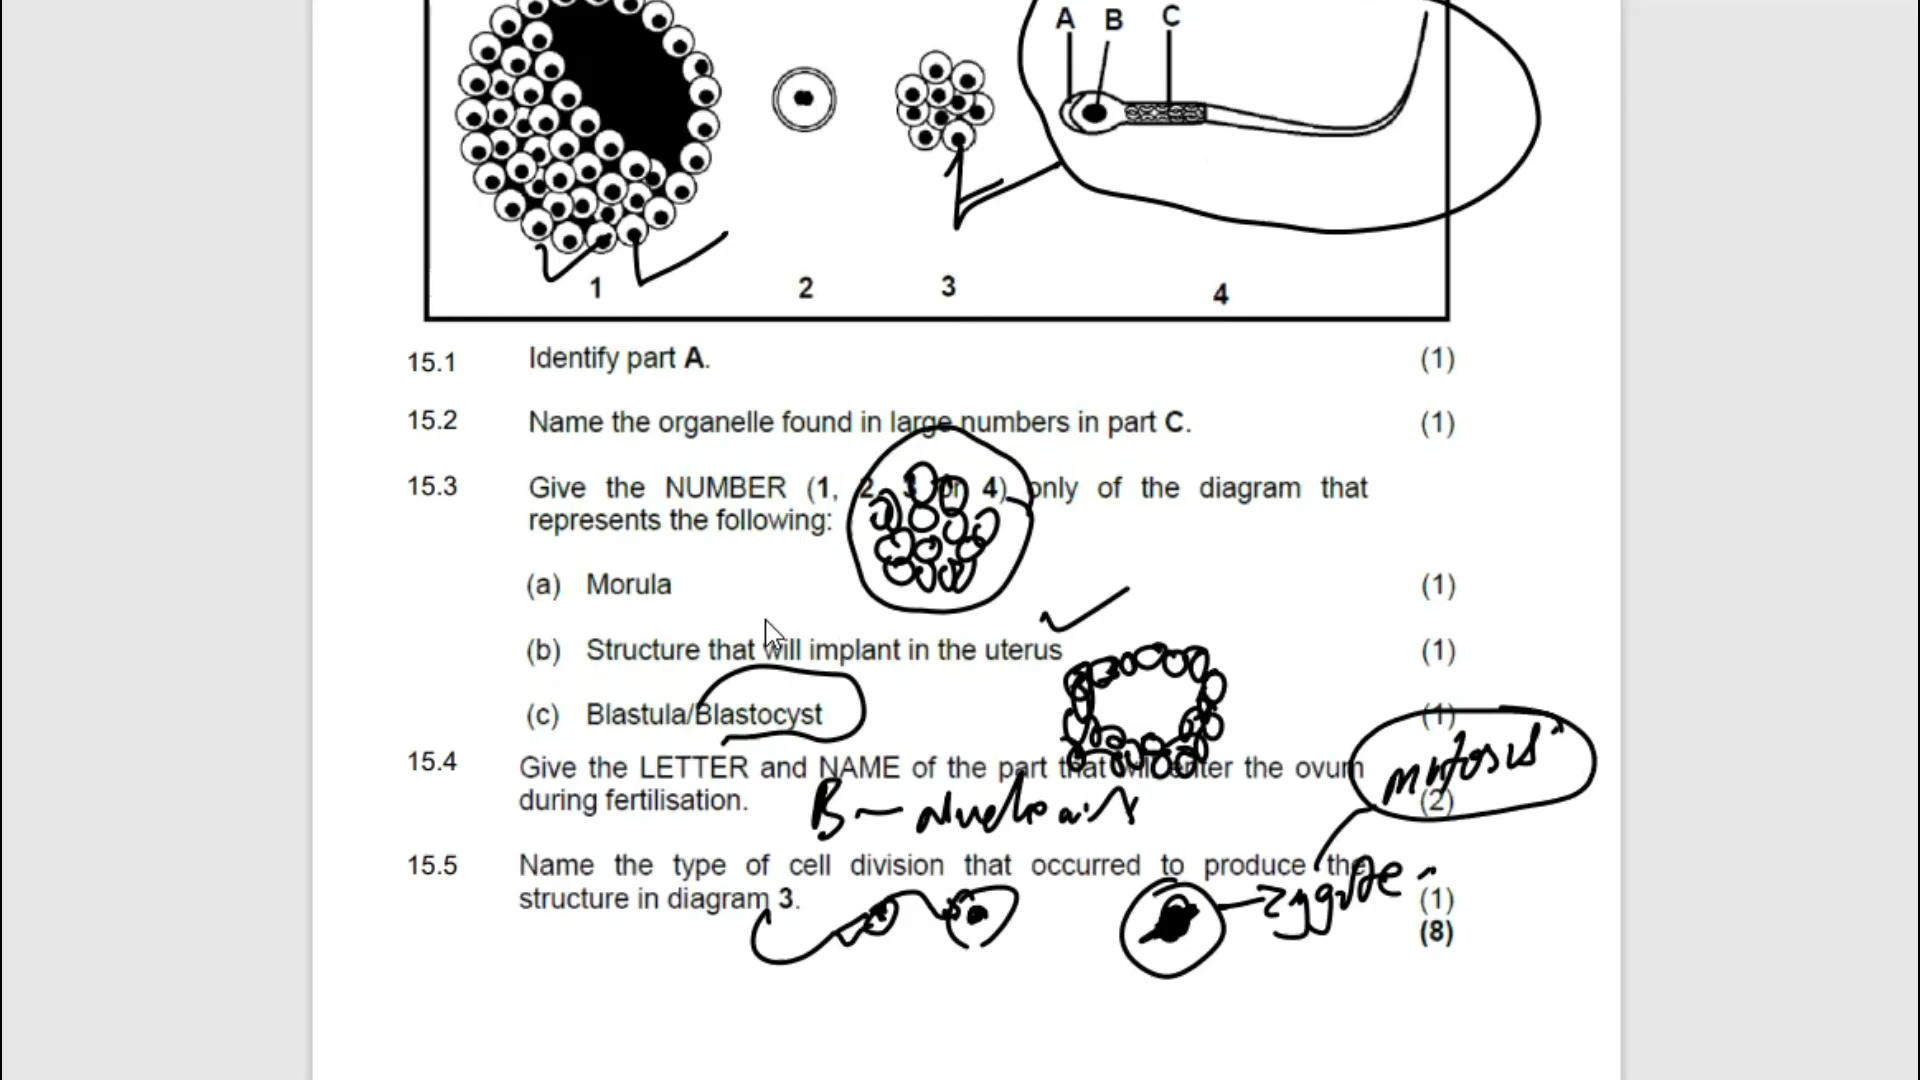 A B C
1 2 3 4
15.1 Identify part A. (1)
15.2 Name the organelle found in large numbers in part C. (1)
15.3 Give the NUMBER (1, 2, 3 or 4) only of the diagram that
represents the following:
(a) Morula (1)
(b) Structure that will implant in the uterus (1)
(c) Blastula/Blastocyst (1)
mitosis
15.4 Give the LETTER and NAME of the part that will enter the ovum
during fertilisation. (2)
B –
15.5 Name the type of cell division that occurred to produce the
structure in diagram 3. (1)
zygote
(8)